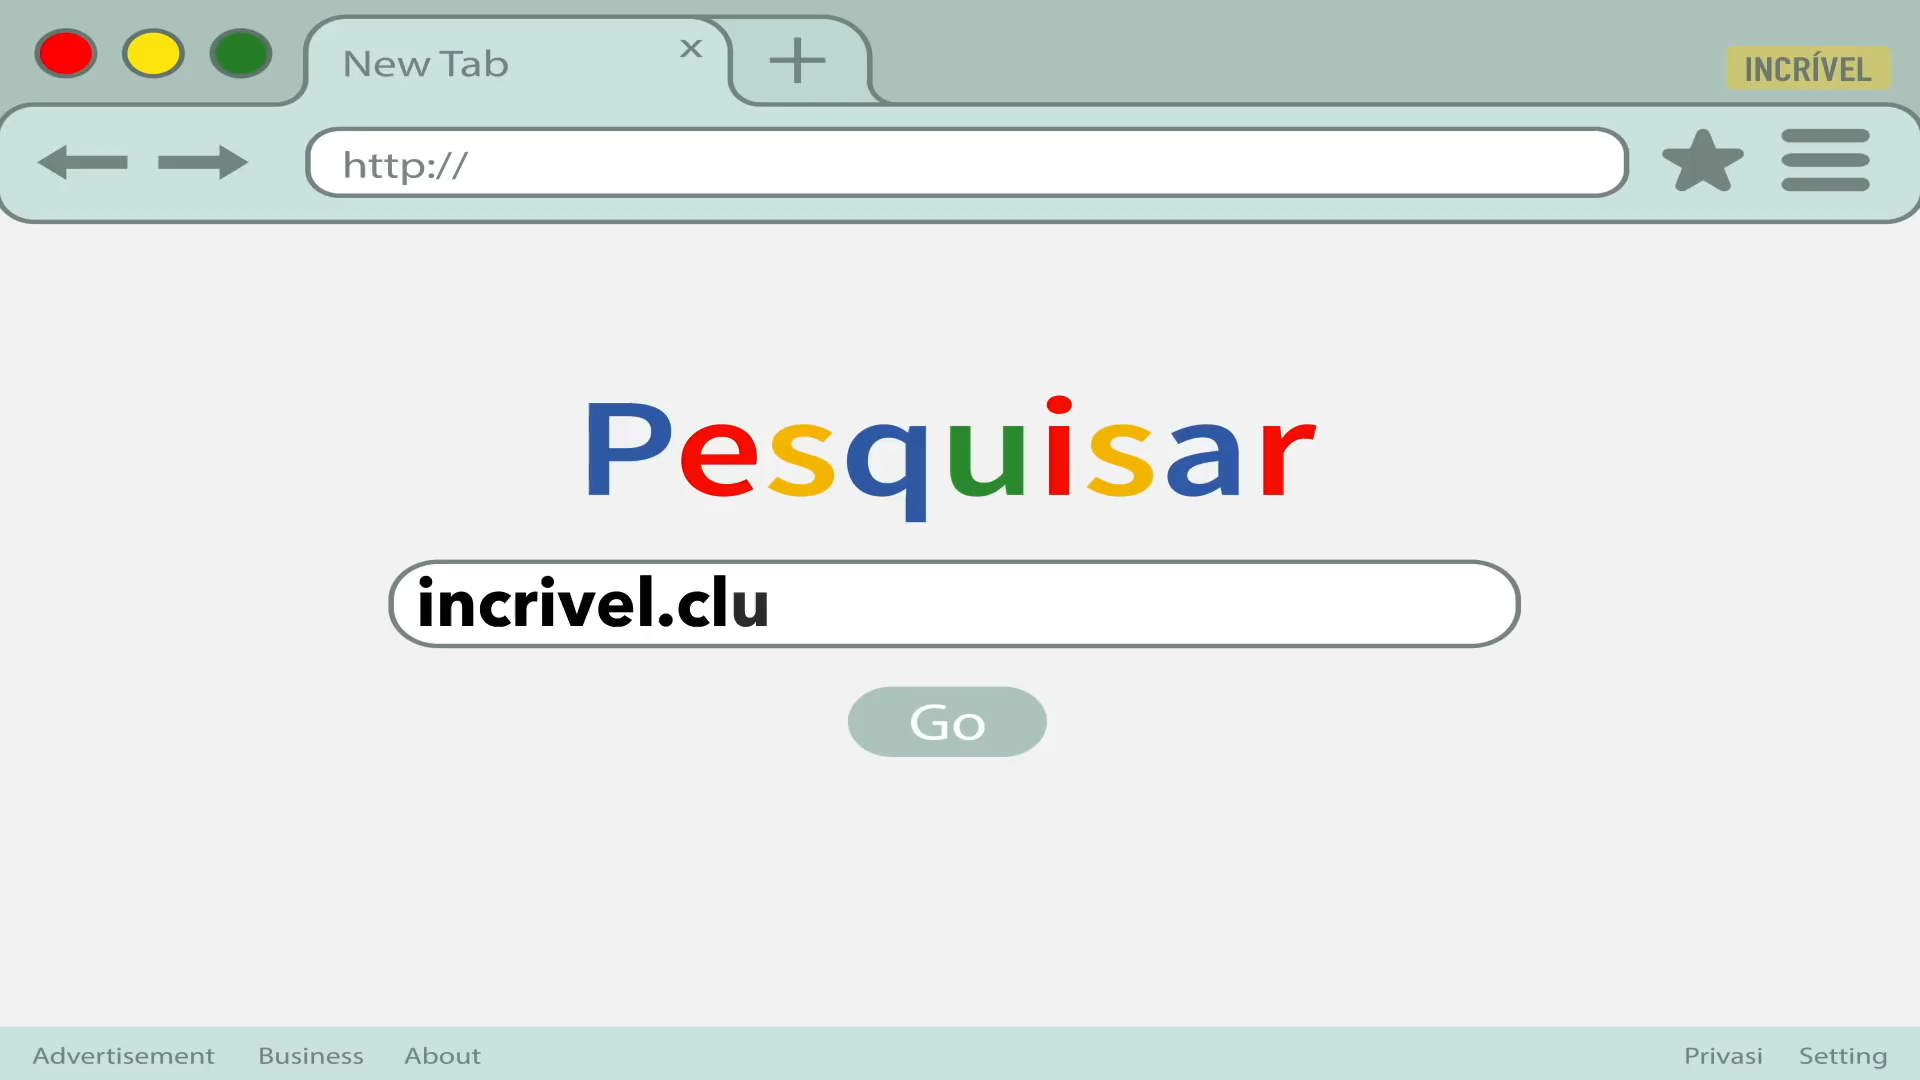 New Tab x
INCRÍVEL
http://
Pesquisar
incrivel.clu
Go
Advertisement Business About Privasi Setting